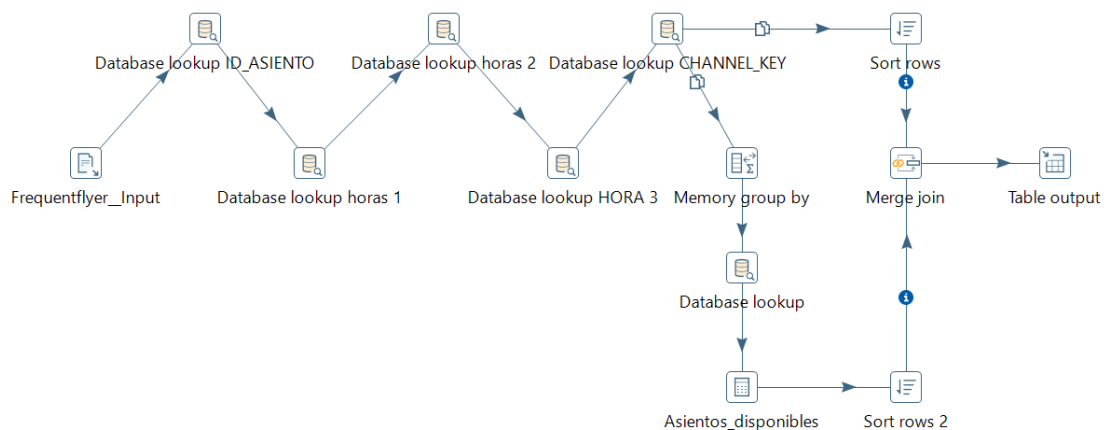 Database lookup ID_ASIENTO
Database lookup horas 2
Database lookup CHANNEL_KEY
Sort rows
Frequentflyer__Input
Database lookup horas 1
Database lookup HORA 3
Memory group by
Merge join
Table output
Database lookup
Asientos_disponibles
Sort rows 2